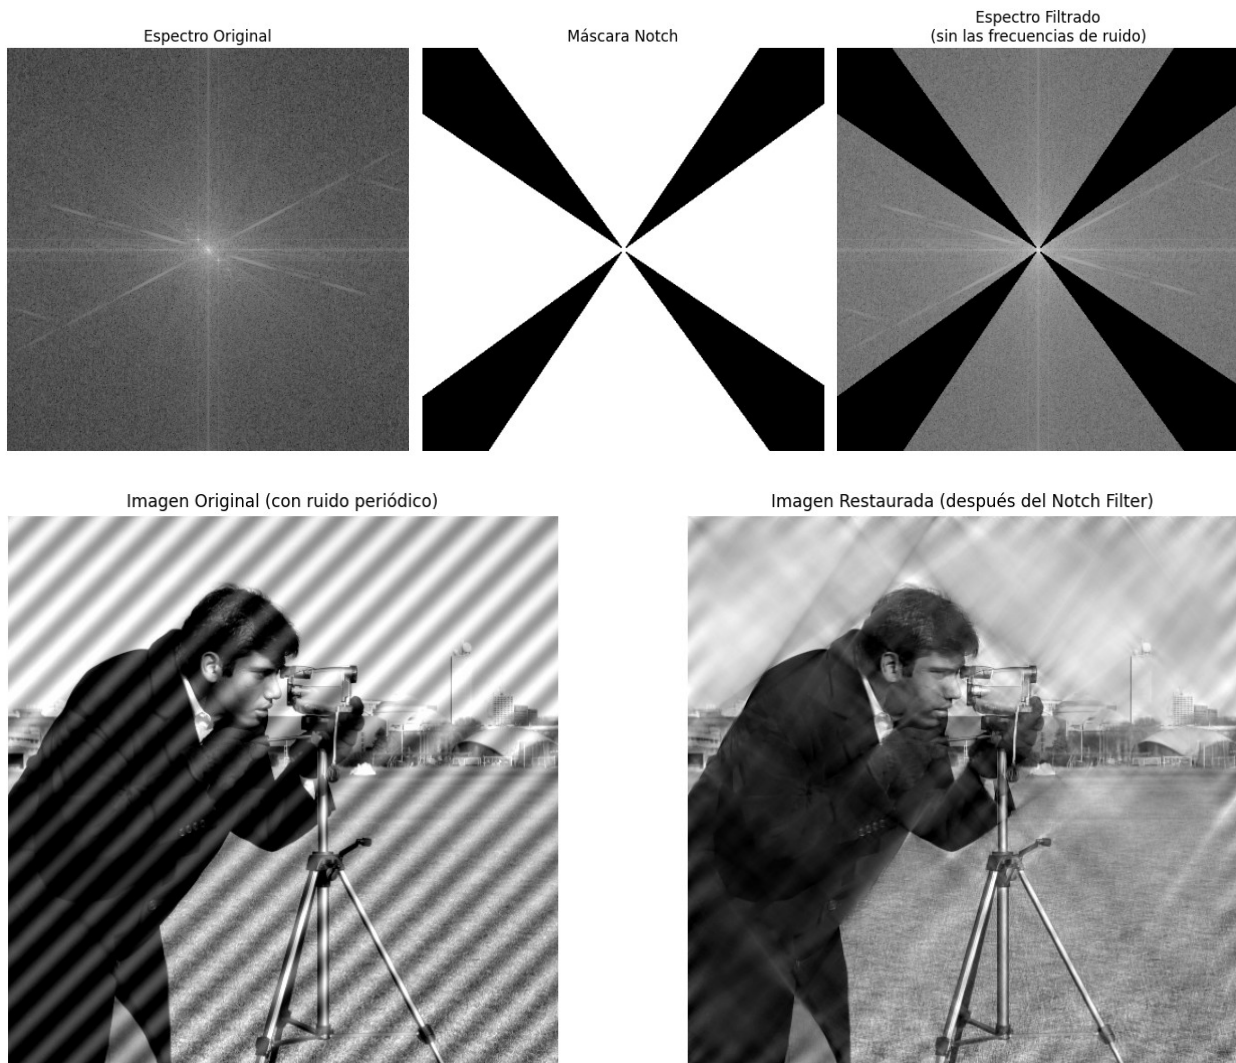 Espectro Original
Máscara Notch
Espectro Filtrado
(sin las frecuencias de ruido)
Imagen Original (con ruido periódico)
Imagen Restaurada (después del Notch Filter)